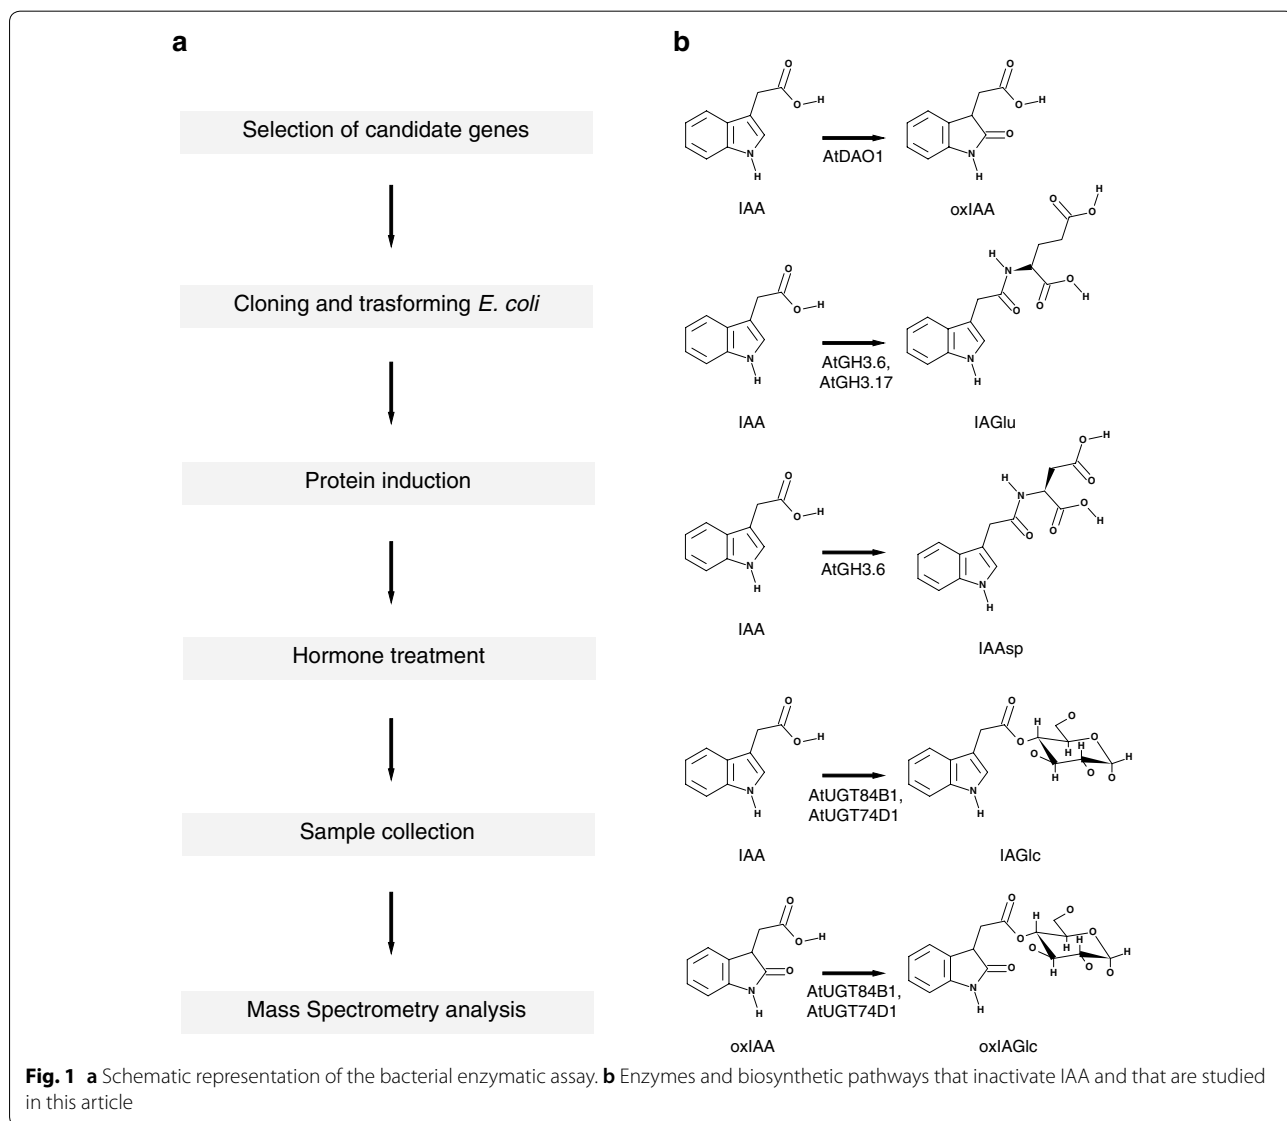 a
Selection of candidate genes
Cloning and trasforming E. coli
Protein induction
Hormone treatment
Sample collection
Mass Spectrometry analysis
b
O
O
H
N
H
IAA
AtDAO1
O
O
H
O
N
H
oxIAA
O
O
H
N
H
IAA
AtGH3.6,
AtGH3.17
H
O
O
H
N
O
H
O
O
N
H
IAGlu
O
O
H
N
H
IAA
AtGH3.6
O
H
O
H
N
O
H
O
O
N
H
IAAsp
O
O
H
N
H
IAA
AtUGT84B1,
AtUGT74D1
O
O
H
O
O
H
H
O
H
H
O
O
N
H
IAGlc
O
O
H
O
N
H
oxIAA
AtUGT84B1,
AtUGT74D1
O
O
H
O
O
H
H
O
H
H
O
O
O
N
H
oxIAGlc
Fig. 1 a Schematic representation of the bacterial enzymatic assay. b Enzymes and biosynthetic pathways that inactivate IAA and that are studied
in this article